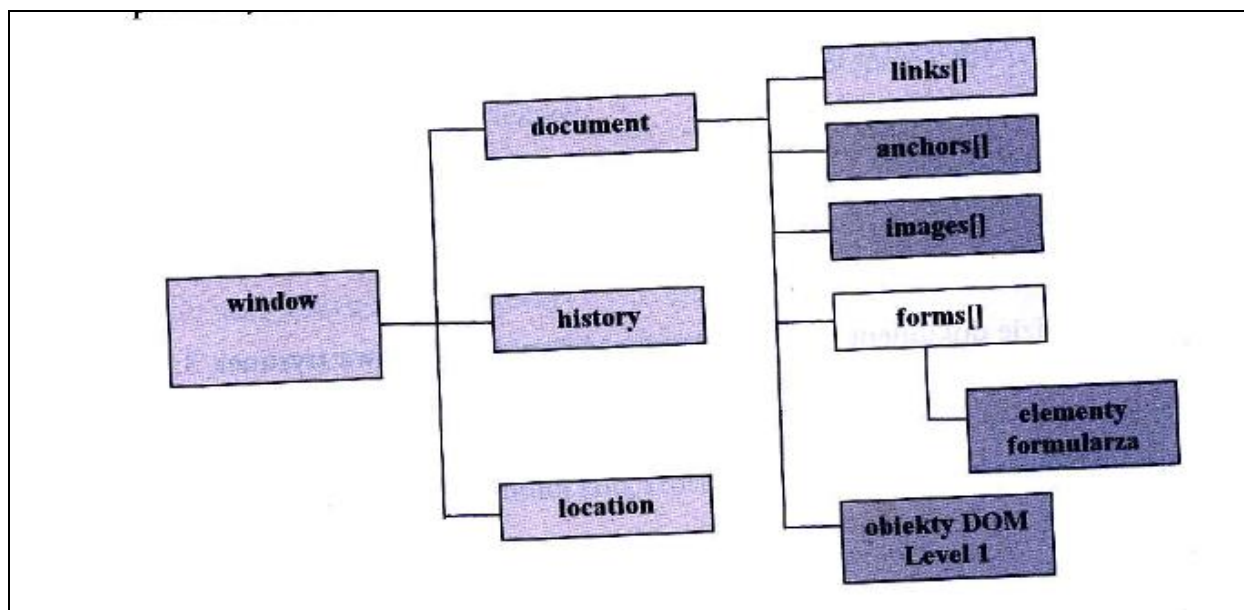 links[]
document
anchors[]
images[]
window
history
forms[]
elementy
formularza
location
obiekty DOM
Level 1